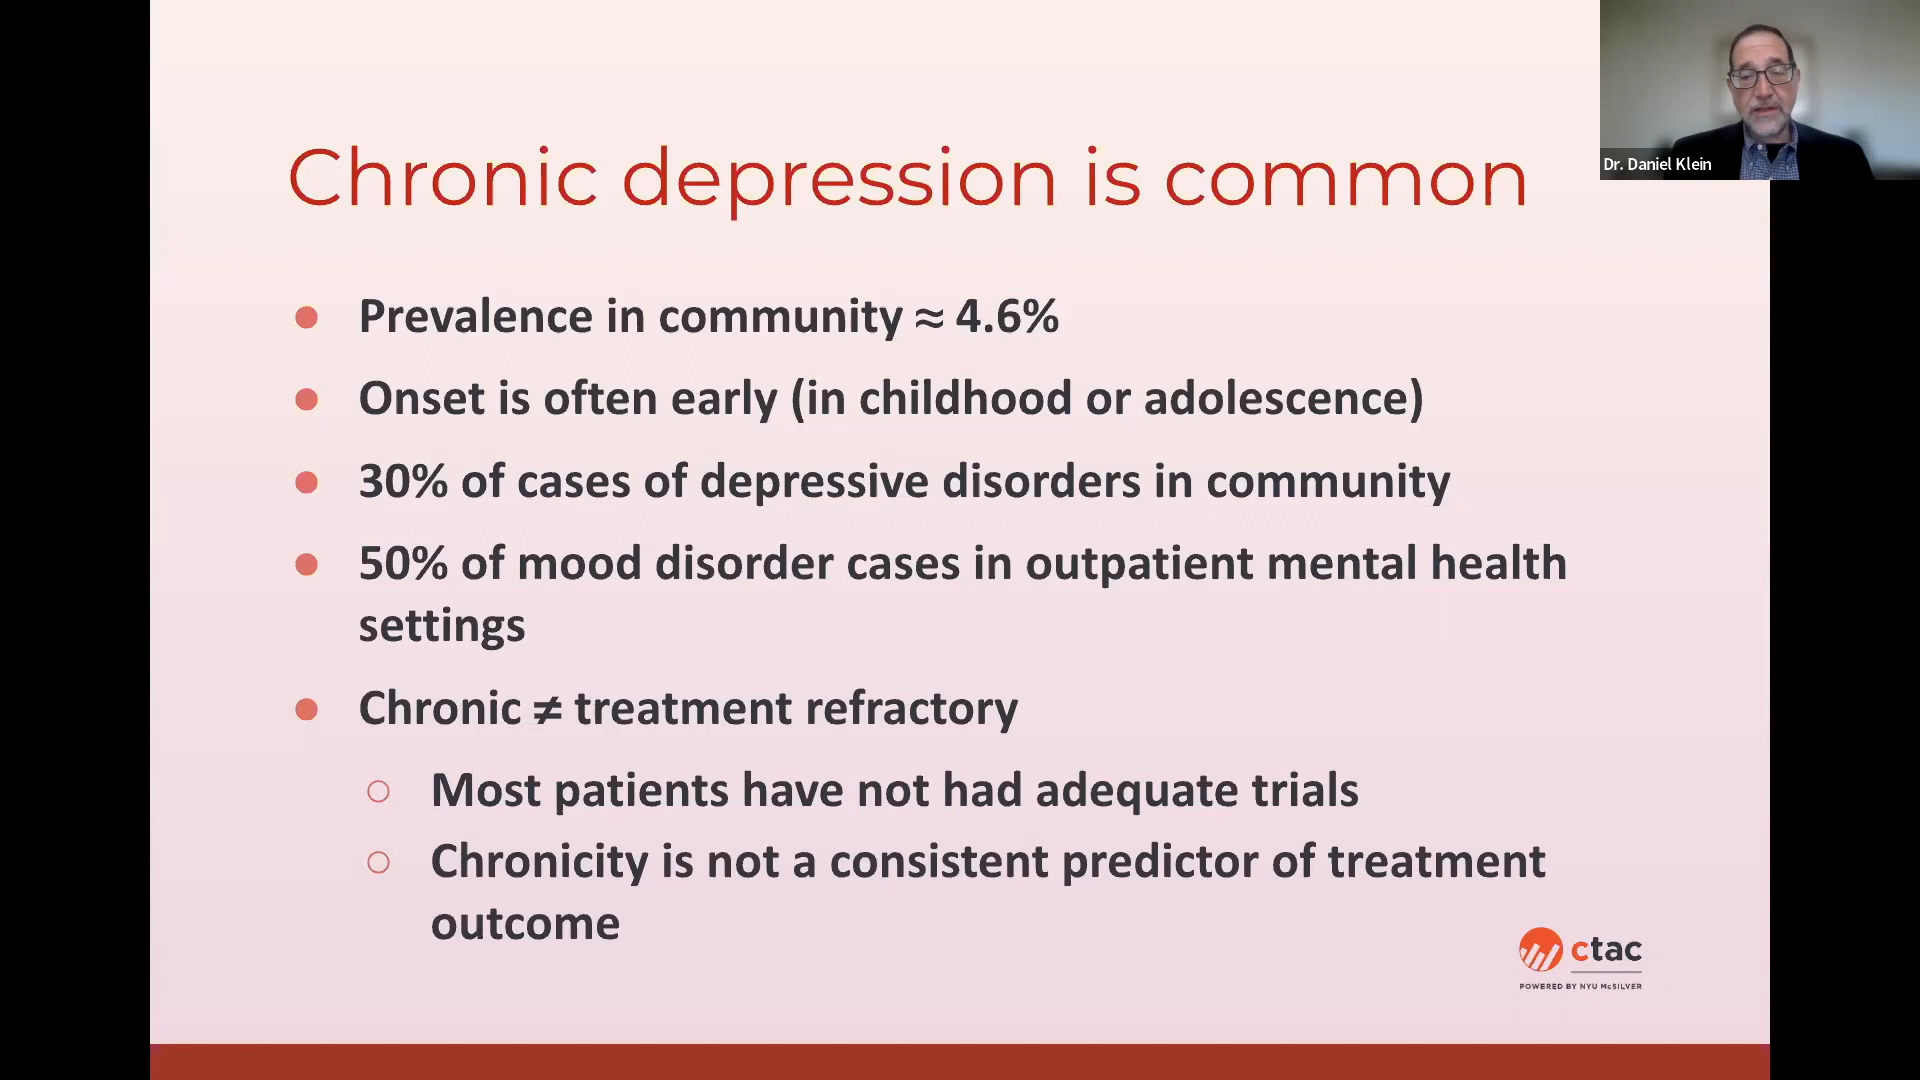 Chronic depression is common
Dr. Daniel Klein
● Prevalence in community ≈ 4.6%
● Onset is often early (in childhood or adolescence)
● 30% of cases of depressive disorders in community
● 50% of mood disorder cases in outpatient mental health
settings
● Chronic ≠ treatment refractory
○ Most patients have not had adequate trials
○ Chronicity is not a consistent predictor of treatment
outcome
ctac
POWERED BY NYU McSILVER